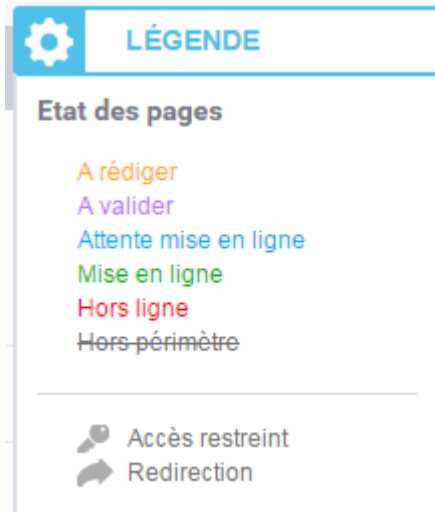 LÉGENDE
Etat des pages
A rédiger
A valider
Attente mise en ligne
Mise en ligne
Hors ligne
Hors périmètre
Accès restreint
Redirection